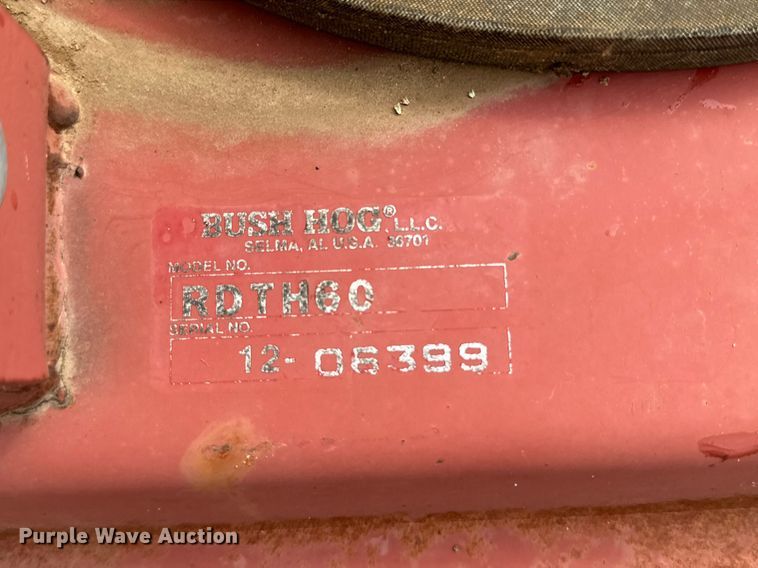 BUSH HOG® L.L.C.
SELMA, AL U.S.A. 36701
MODEL NO.
RDTH60
SERIAL NO.
12-06399
Purple Wave Auction®